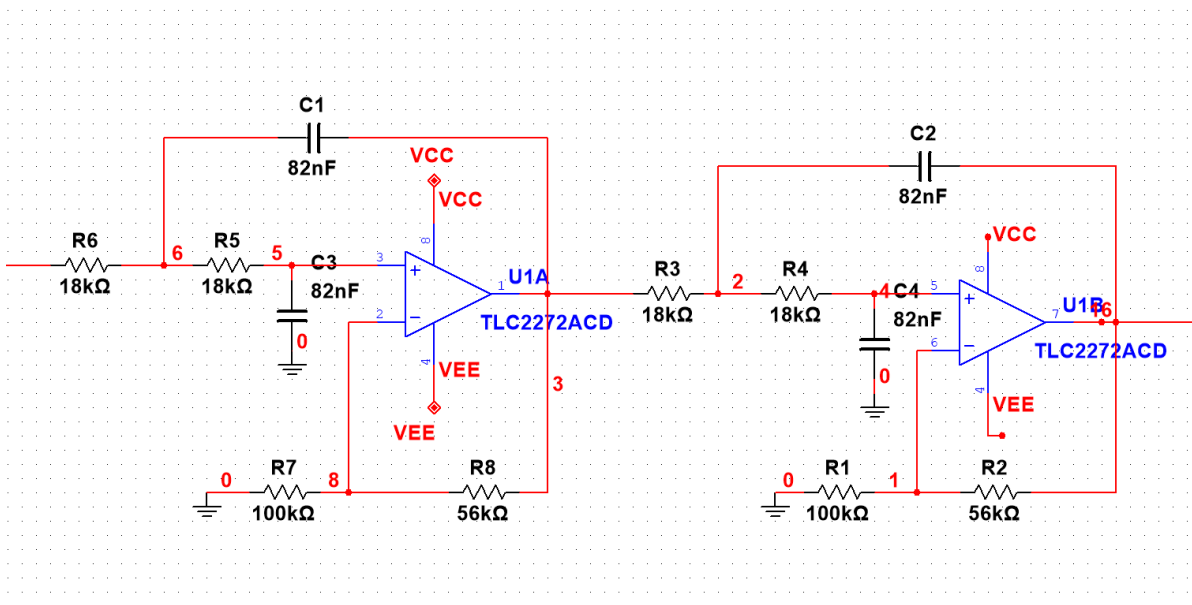 C1
82nF
VCC
VCC
R6
18kΩ
6
R5
18kΩ
5
C3
82nF
0
3
+
8
2
−
4
1
U1A
TLC2272ACD
VEE
VEE
3
0
R7
100kΩ
8
R8
56kΩ
C2
82nF
VCC
R3
18kΩ
2
R4
18kΩ
4
C4
82nF
0
5
+
8
6
−
4
7
U1B
16
TLC2272ACD
VEE
0
R1
100kΩ
1
R2
56kΩ